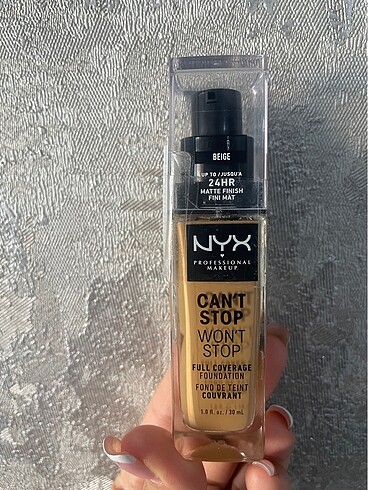 BEIGE
UP TO / JUSQU'À
24HR
MATTE FINISH
FINI MAT
NYX
PROFESSIONAL
MAKEUP
CAN'T
STOP
WON'T
STOP
FULL COVERAGE
FOUNDATION
FOND DE TEINT
COUVRANT
1.0 fl. oz. / 30 mL